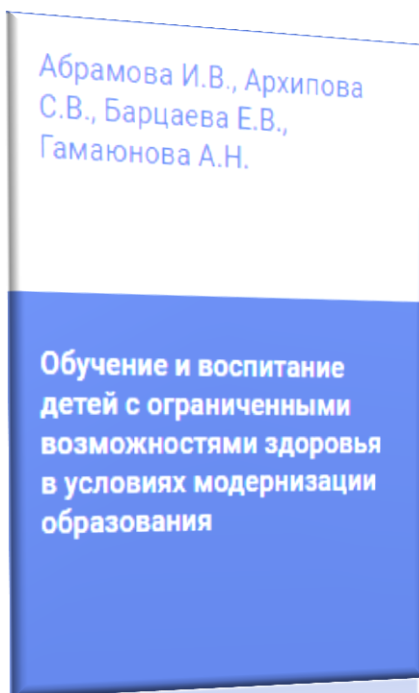 Абрамова И.В., Архипова
С.В., Барцаева Е.В.,
Гамаюнова А.Н.
Обучение и воспитание
детей с ограниченными
возможностями здоровья
в условиях модернизации
образования